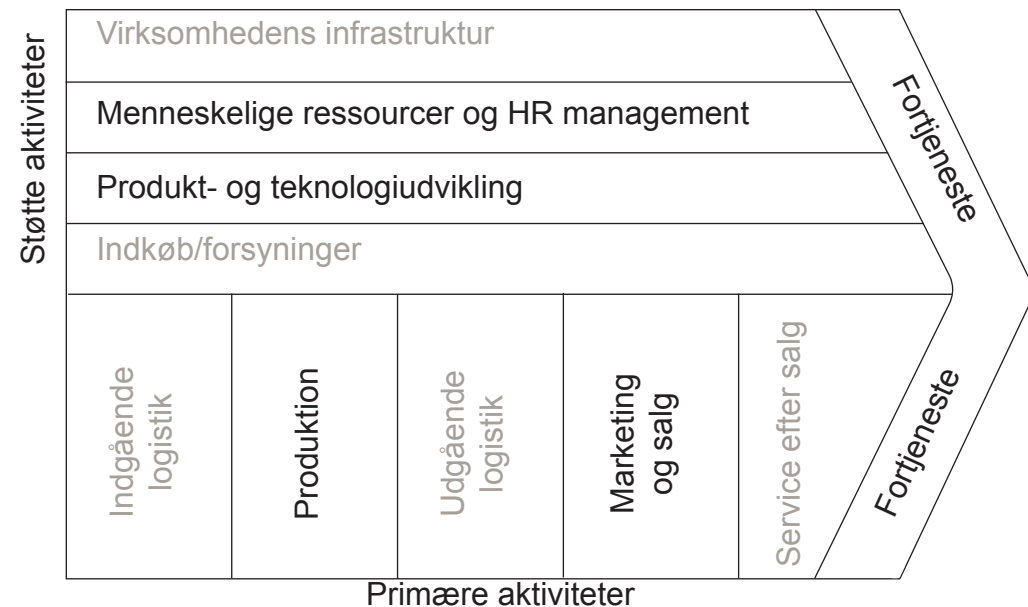 Støtte aktiviteter
Virksomhedens infrastruktur
Menneskelige ressourcer og HR management
Produkt- og teknologiudvikling
Indkøb/forsyninger
Fortjeneste
Indgående
logistik
Produktion
Udgående
logistik
Marketing
og salg
Service efter salg
Fortjeneste
Primære aktiviteter